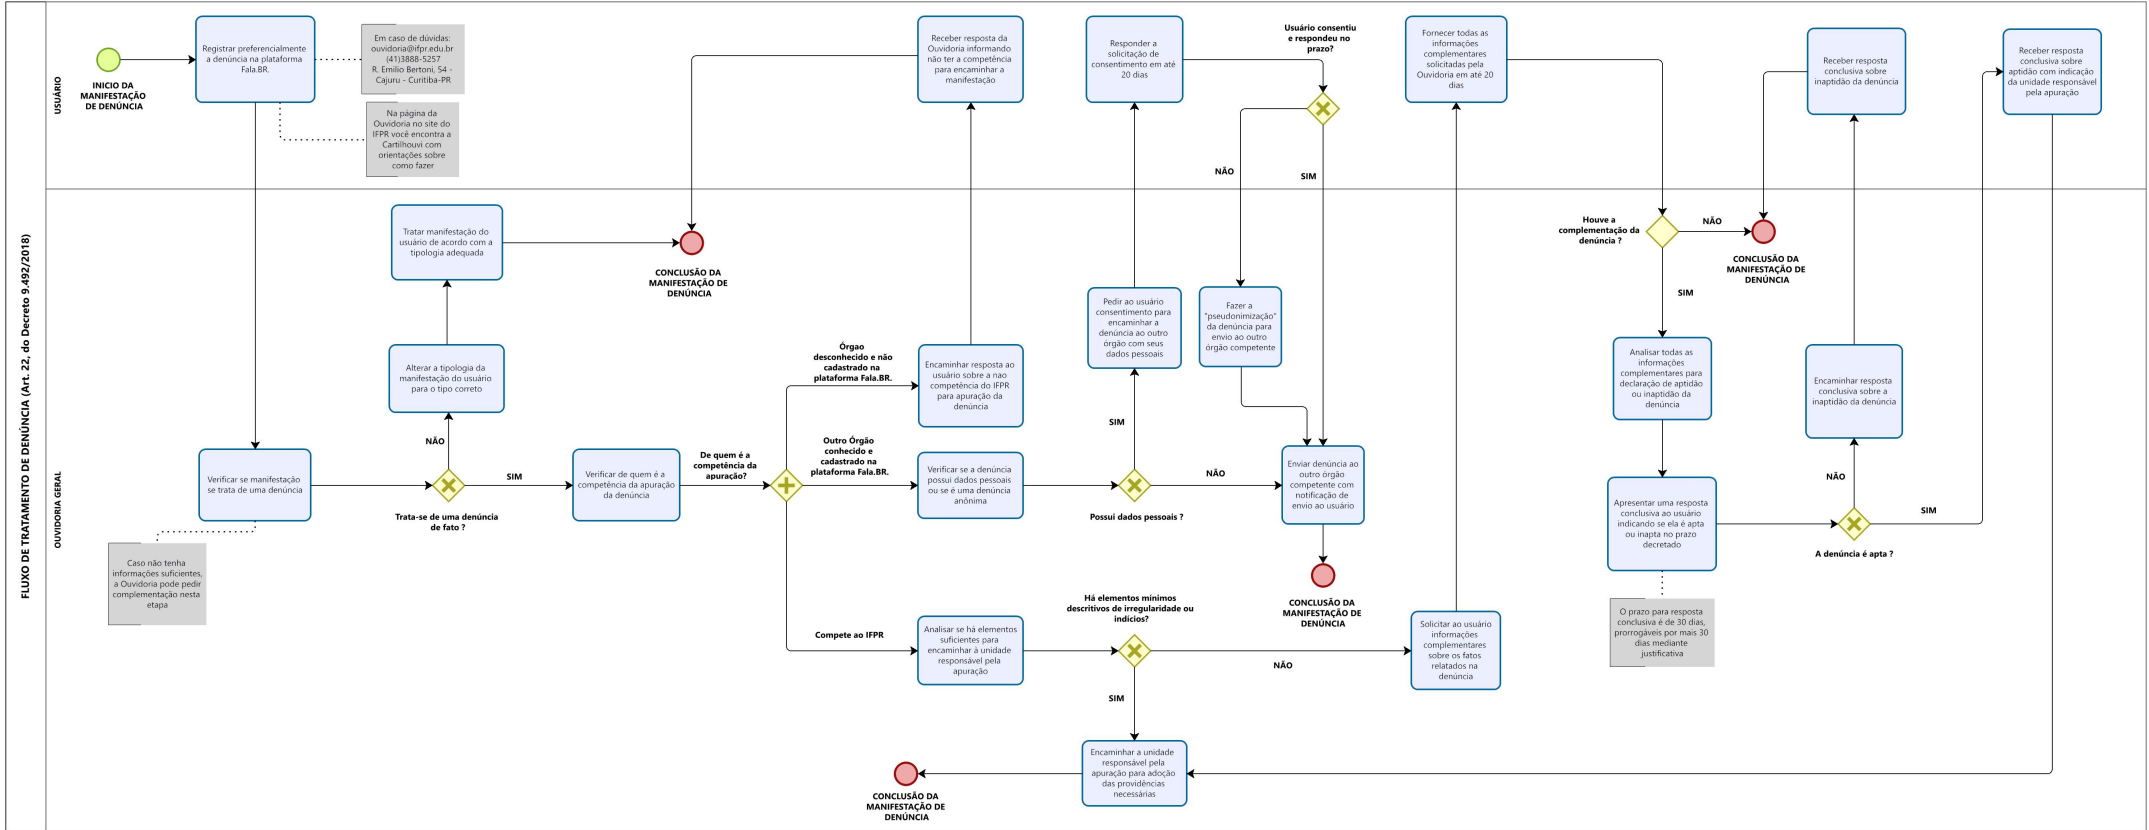 FLUXO DE TRATAMENTO DE DENÚNCIA (Art. 22, do Decreto 9.492/2018)
USUÁRIO
INICIO DA
MANIFESTAÇÃO
DE DENÚNCIA
Registrar preferencialmente
a denúncia na plataforma
Fala.BR.
Em caso de dúvidas:
ouvidoria@ifpr.edu.br
(41)3888-5257
R. Emilio Bertoni, 54 -
Cajuru - Curitiba-PR
Na página da
Ouvidoria no site do
IFPR você encontra a
Cartilhouvi com
orientações sobre
como fazer
Receber resposta da
Ouvidoria informando
não ter a competência
para encaminhar a
manifestação
Responder a
solicitação de
consentimento em até
20 dias
Usuário consentiu
e respondeu no
prazo?
NÃO
SIM
Fornecer todas as
informações
complementares
solicitadas pela
Ouvidoria em até 20
dias
Receber resposta
conclusiva sobre
inaptidão da denúncia
Receber resposta
conclusiva sobre
aptidão com indicação
da unidade responsável
pela apuração
OUVIDORIA GERAL
Tratar manifestação do
usuário de acordo com a
tipologia adequada
CONCLUSÃO DA
MANIFESTAÇÃO DE
DENÚNCIA
Alterar a tipologia da
manifestação do usuário
para o tipo correto
NÃO
Verificar se manifestação
se trata de uma denúncia
Caso não tenha
informações suficientes,
a Ouvidoria pode pedir
complementação nesta
etapa
SIM
Trata-se de uma denúncia
de fato ?
Verificar de quem é a
competência da apuração
da denúncia
De quem é a
competência da
apuração?
Órgao
desconhecido e não
cadastrado na
plataforma Fala.BR.
Encaminhar resposta ao
usuário sobre a nao
competência do IFPR
para apuração da
denúncia
Outro Órgão
conhecido e
cadastrado na
plataforma Fala.BR.
Verificar se a denúncia
possui dados pessoais
ou se é uma denúncia
anônima
Possui dados pessoais ?
SIM
NÃO
Pedir ao usuário
consentimento para
encaminhar a
denúncia ao outro
órgão com seus
dados pessoais
Fazer a
"pseudonimização"
da denúncia para
envio ao outro
órgão competente
Enviar denúncia ao
outro órgão
competente com
notificação de
envio ao usuário
CONCLUSÃO DA
MANIFESTAÇÃO DE
DENÚNCIA
Compete ao IFPR
Analisar se há elementos
suficientes para
encaminhar à unidade
responsável pela
apuração
Há elementos mínimos
descritivos de irregularidade ou
indícios?
NÃO
SIM
Solicitar ao usuário
informações
complementares
sobre os fatos
relatados na
denúncia
Encaminhar a unidade
responsável pela
apuração para adoção
das providências
necessárias
CONCLUSÃO DA
MANIFESTAÇÃO DE
DENÚNCIA
Houve a
complementação da
denúncia ?
NÃO
CONCLUSÃO DA
MANIFESTAÇÃO DE
DENÚNCIA
SIM
Analisar todas as
informações
complementares para
declaração de aptidão
ou inaptidão da
denúncia
Apresentar uma resposta
conclusiva ao usuário
indicando se ela é apta
ou inapta no prazo
decretado
O prazo para resposta
conclusiva é de 30 dias,
prorrogáveis por mais 30
dias mediante
justificativa
Encaminhar resposta
conclusiva sobre a
inaptidão da denúncia
NÃO
SIM
A denúncia é apta ?